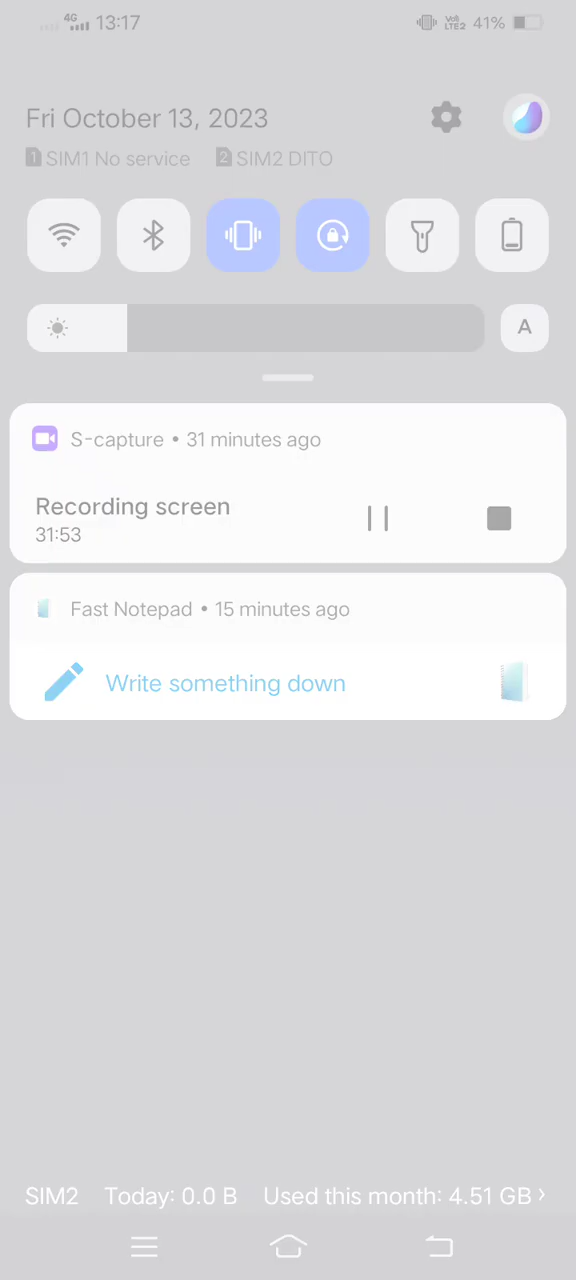 4G 13:17 VoB LTE2 41%
Fri October 13, 2023
1 SIM1 No service 2 SIM2 DITO
A
S-capture • 31 minutes ago
Recording screen
31:53
Fast Notepad • 15 minutes ago
Write something down
SIM2 Today: 0.0 B Used this month: 4.51 GB ›